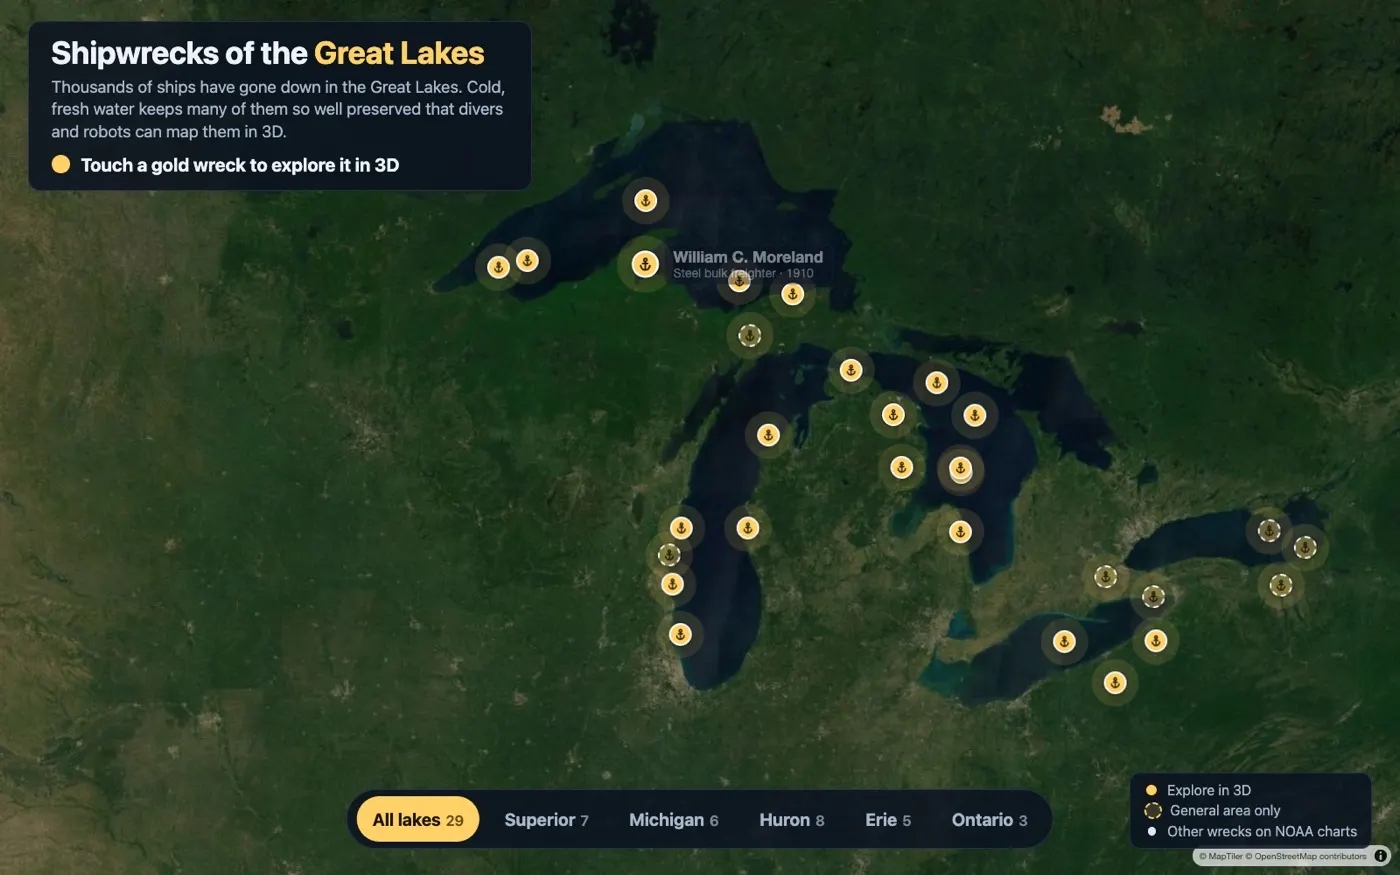 Shipwrecks of the Great Lakes
Thousands of ships have gone down in the Great Lakes. Cold,
fresh water keeps many of them so well preserved that divers
and robots can map them in 3D.
Touch a gold wreck to explore it in 3D
William C. Moreland
Steel bulk freighter · 1910
All lakes 29
Superior 7
Michigan 6
Huron 8
Erie 5
Ontario 3
Explore in 3D
General area only
Other wrecks on NOAA charts
© MapTiler © OpenStreetMap contributors